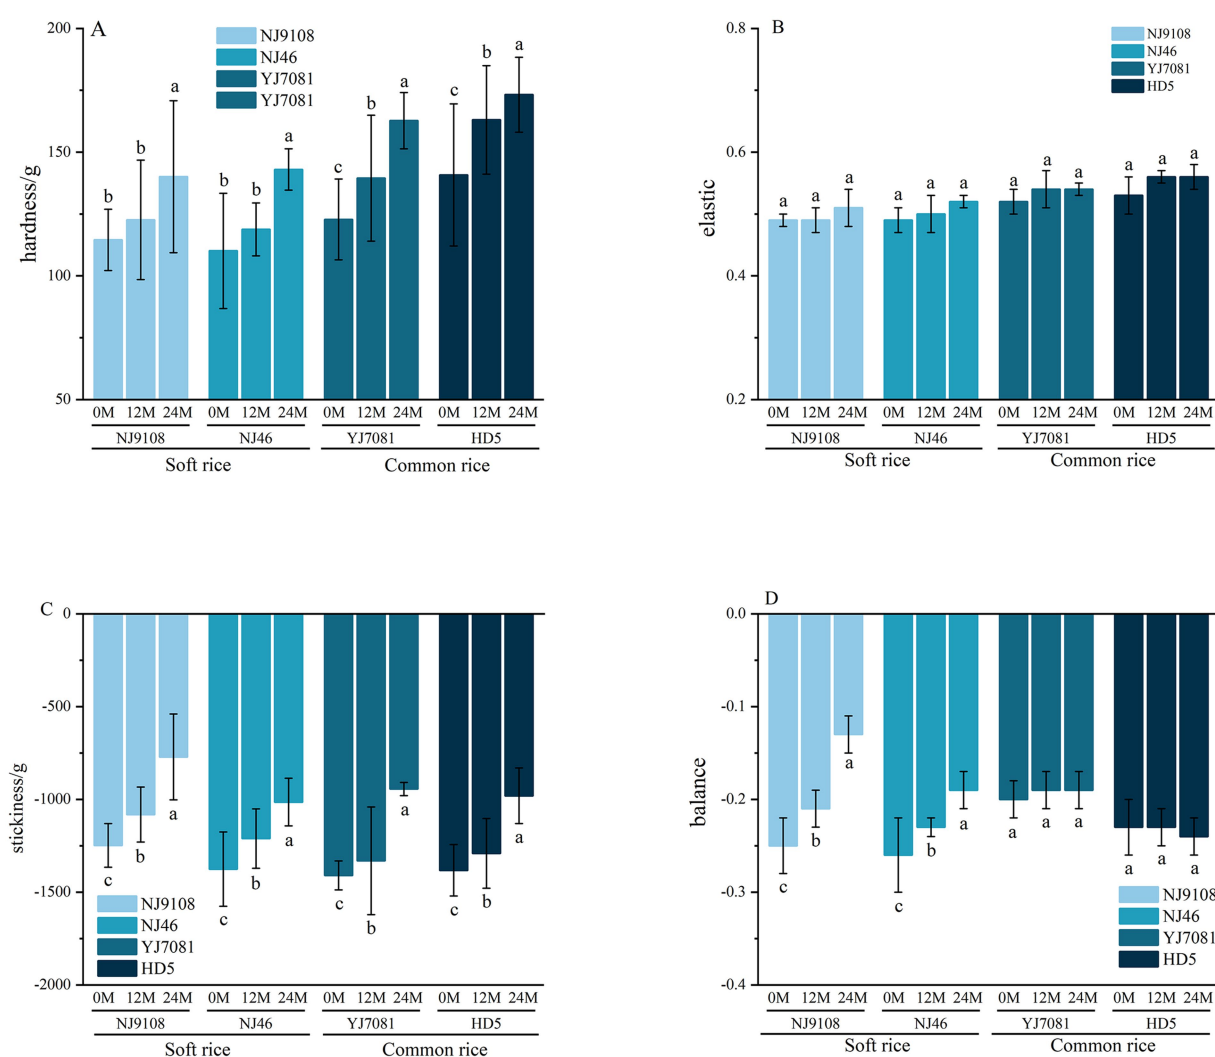 A
NJ9108
NJ46
YJ7081
YJ7081
hardness/g
200
150
100
50
b
b
a
b
b
a
c
b
a
c
b
a
0M 12M 24M 0M 12M 24M 0M 12M 24M 0M 12M 24M
NJ9108 NJ46 YJ7081 HD5
Soft rice Common rice
B
NJ9108
NJ46
YJ7081
HD5
elastic
0.8
0.6
0.4
0.2
a
a
a
a
a
a
a
a
a
a
a
a
0M 12M 24M 0M 12M 24M 0M 12M 24M 0M 12M 24M
NJ9108 NJ46 YJ7081 HD5
Soft rice Common rice
C
stickiness/g
0
-500
-1000
-1500
-2000
c
b
a
c
b
a
c
b
a
c
b
a
NJ9108
NJ46
YJ7081
HD5
0M 12M 24M 0M 12M 24M 0M 12M 24M 0M 12M 24M
NJ9108 NJ46 YJ7081 HD5
Soft rice Common rice
D
balance
0.0
-0.1
-0.2
-0.3
-0.4
c
b
a
c
b
a
a
a
a
a
a
a
NJ9108
NJ46
YJ7081
HD5
0M 12M 24M 0M 12M 24M 0M 12M 24M 0M 12M 24M
NJ9108 NJ46 YJ7081 HD5
Soft rice Common rice